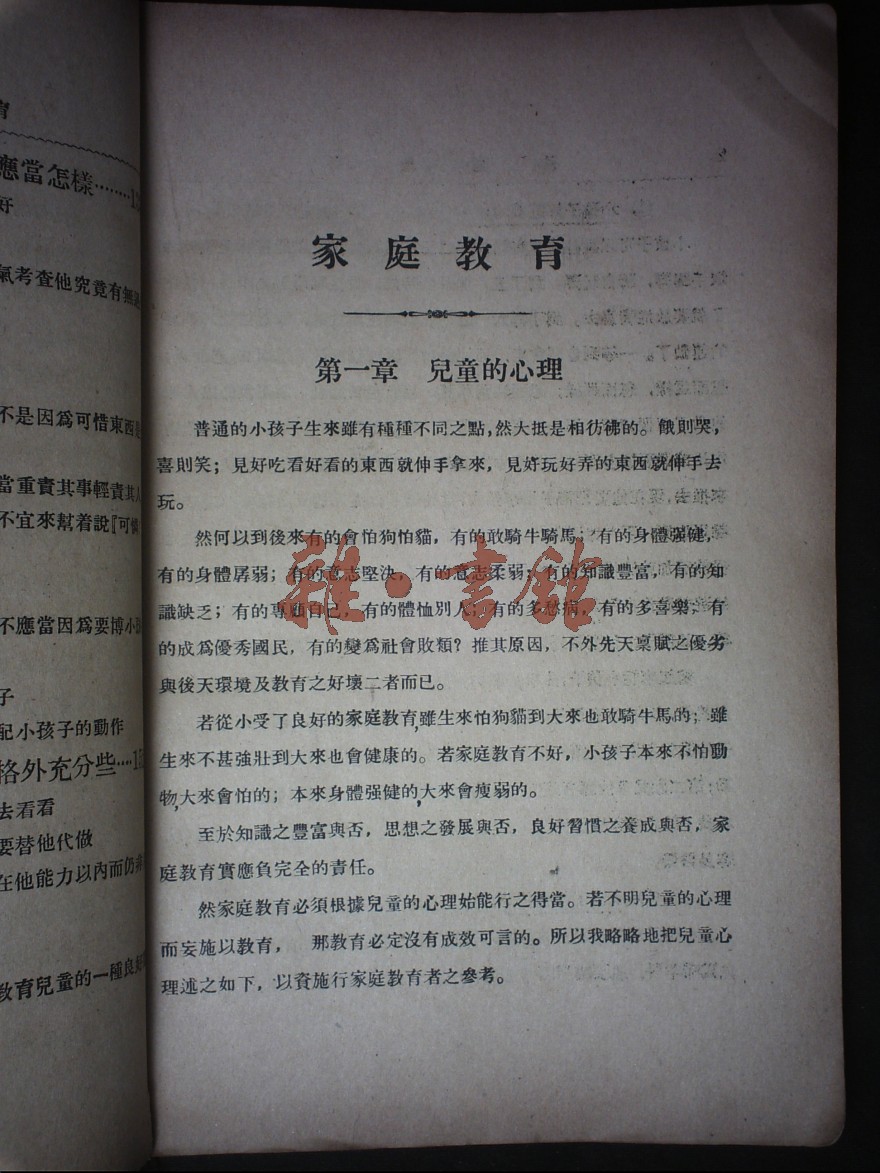 應當怎樣········1
好
氣考查他究竟有無
不是因爲可惜東西
當重責其事輕責其人
不宜來幫着說『可憐
不應當因爲要博小
子
配小孩子的動作
格外充分些····1
去看看
要替他代做
在他能力以內而仍
教育兒童的一種良
家庭教育
第一章 兒童的心理
普通的小孩子生來雖有種種不同之點,然大抵是相彷彿的。餓則哭,
喜則笑；見好吃看好看的東西就伸手拿來，見好玩好弄的東西就伸手去
玩。
然何以到後來有的會怕狗怕貓，有的敢騎牛騎馬；有的身體强健，
有的身體孱弱；有的意志堅決，有的意志柔弱；有的知識豐富，有的知
識缺乏；有的專顧自己，有的體恤別人；有的多愁病，有的多喜樂；有
的成爲優秀國民，有的變爲社會敗類？推其原因，不外先天稟賦之優劣
與後天環境及教育之好壞二者而已。
若從小受了良好的家庭教育,雖生來怕狗貓到大來也敢騎牛馬的；雖
生來不甚強壯到大來也會健康的。若家庭教育不好，小孩子本來不怕動
物,大來會怕的；本來身體强健的,大來會瘦弱的。
至於知識之豐富與否，思想之發展與否，良好習慣之養成與否，家
庭教育實應負完全的責任。
然家庭教育必須根據兒童的心理始能行之得當。若不明兒童的心理
而妄施以教育， 那教育必定沒有成效可言的。所以我略略地把兒童心
理述之如下，以資施行家庭教育者之參考。
雜·書館